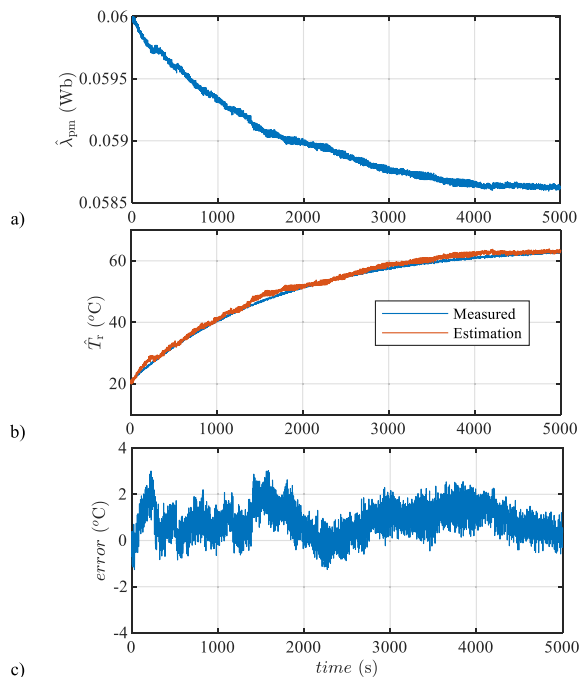 0.06
0.0595
0.059
0.0585
λ̂pm (Wb)
0 1000 2000 3000 4000 5000
a)
60
40
20
T̂r (°C)
Measured
Estimation
0 1000 2000 3000 4000 5000
b)
4
2
0
-2
-4
error (°C)
0 1000 2000 3000 4000 5000
time (s)
c)